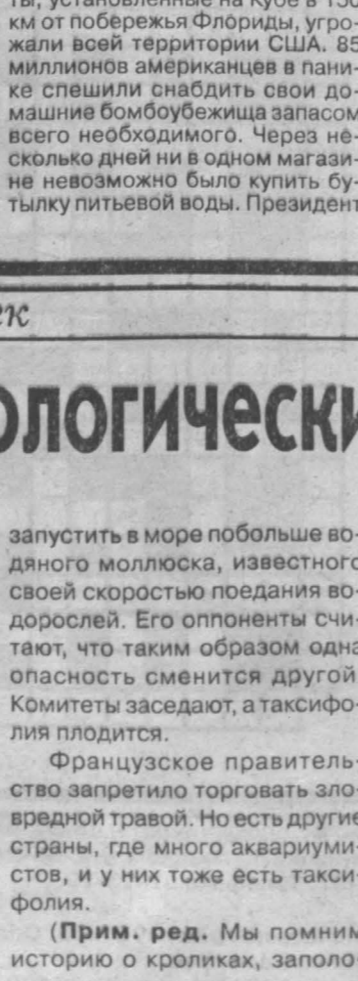 ты, установленные на Кубе в 150
км от побережья Флориды, угро-
жали всей территории США. 85
миллионов американцев в пани-
ке спешили снабдить свои до-
машние бомбоубежища запасом
всего необходимого. Через не-
сколько дней ни в одном магази-
не невозможно было купить бу-
тылку питьевой воды. Президент
ек
ологически
запустить в море побольше во-
дяного моллюска, известного
своей скоростью поедания во-
дорослей. Его оппоненты счи-
тают, что таким образом одна
опасность сменится другой.
Комитеты заседают, а таксифо-
лия плодится.
Французское правитель-
ство запретило торговать зло-
вредной травой. Но есть другие
страны, где много аквариуми-
стов, и у них тоже есть такси-
фолия.
(Прим. ред. Мы помним
историю о кроликах, заполо-